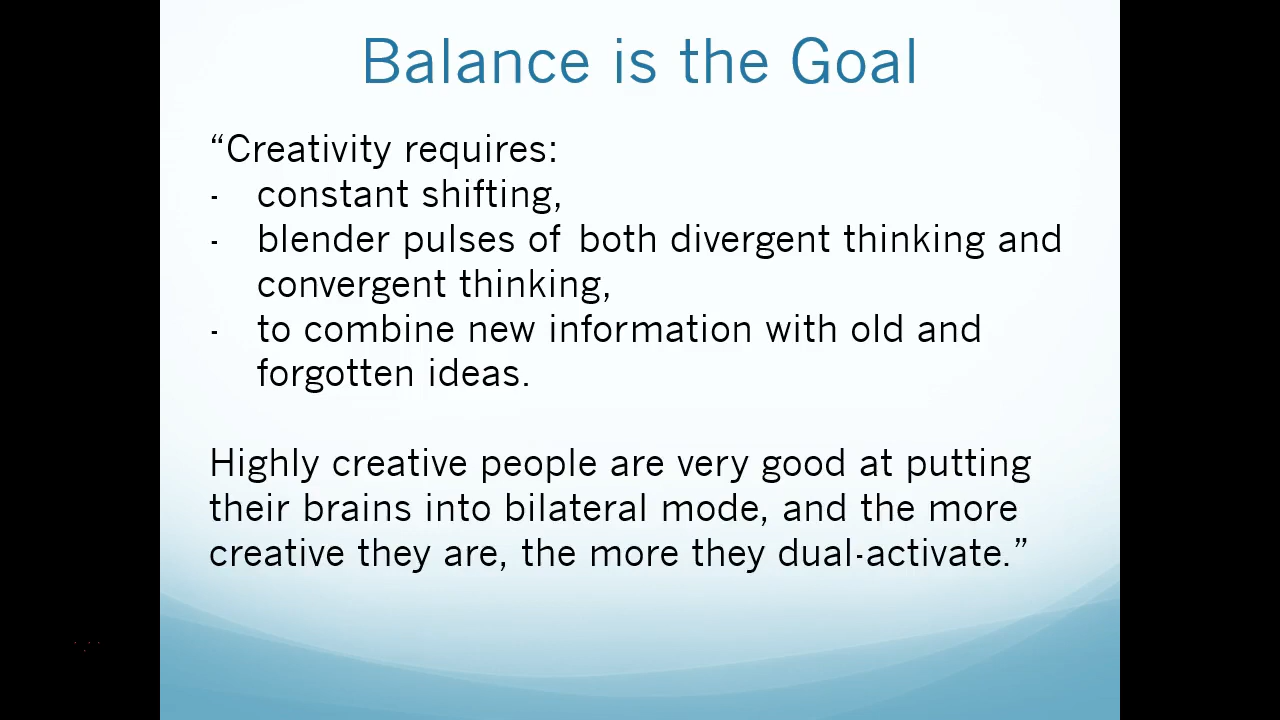 Balance is the Goal
“Creativity requires:
- constant shifting,
- blender pulses of both divergent thinking and
convergent thinking,
- to combine new information with old and
forgotten ideas.
Highly creative people are very good at putting
their brains into bilateral mode, and the more
creative they are, the more they dual-activate.”